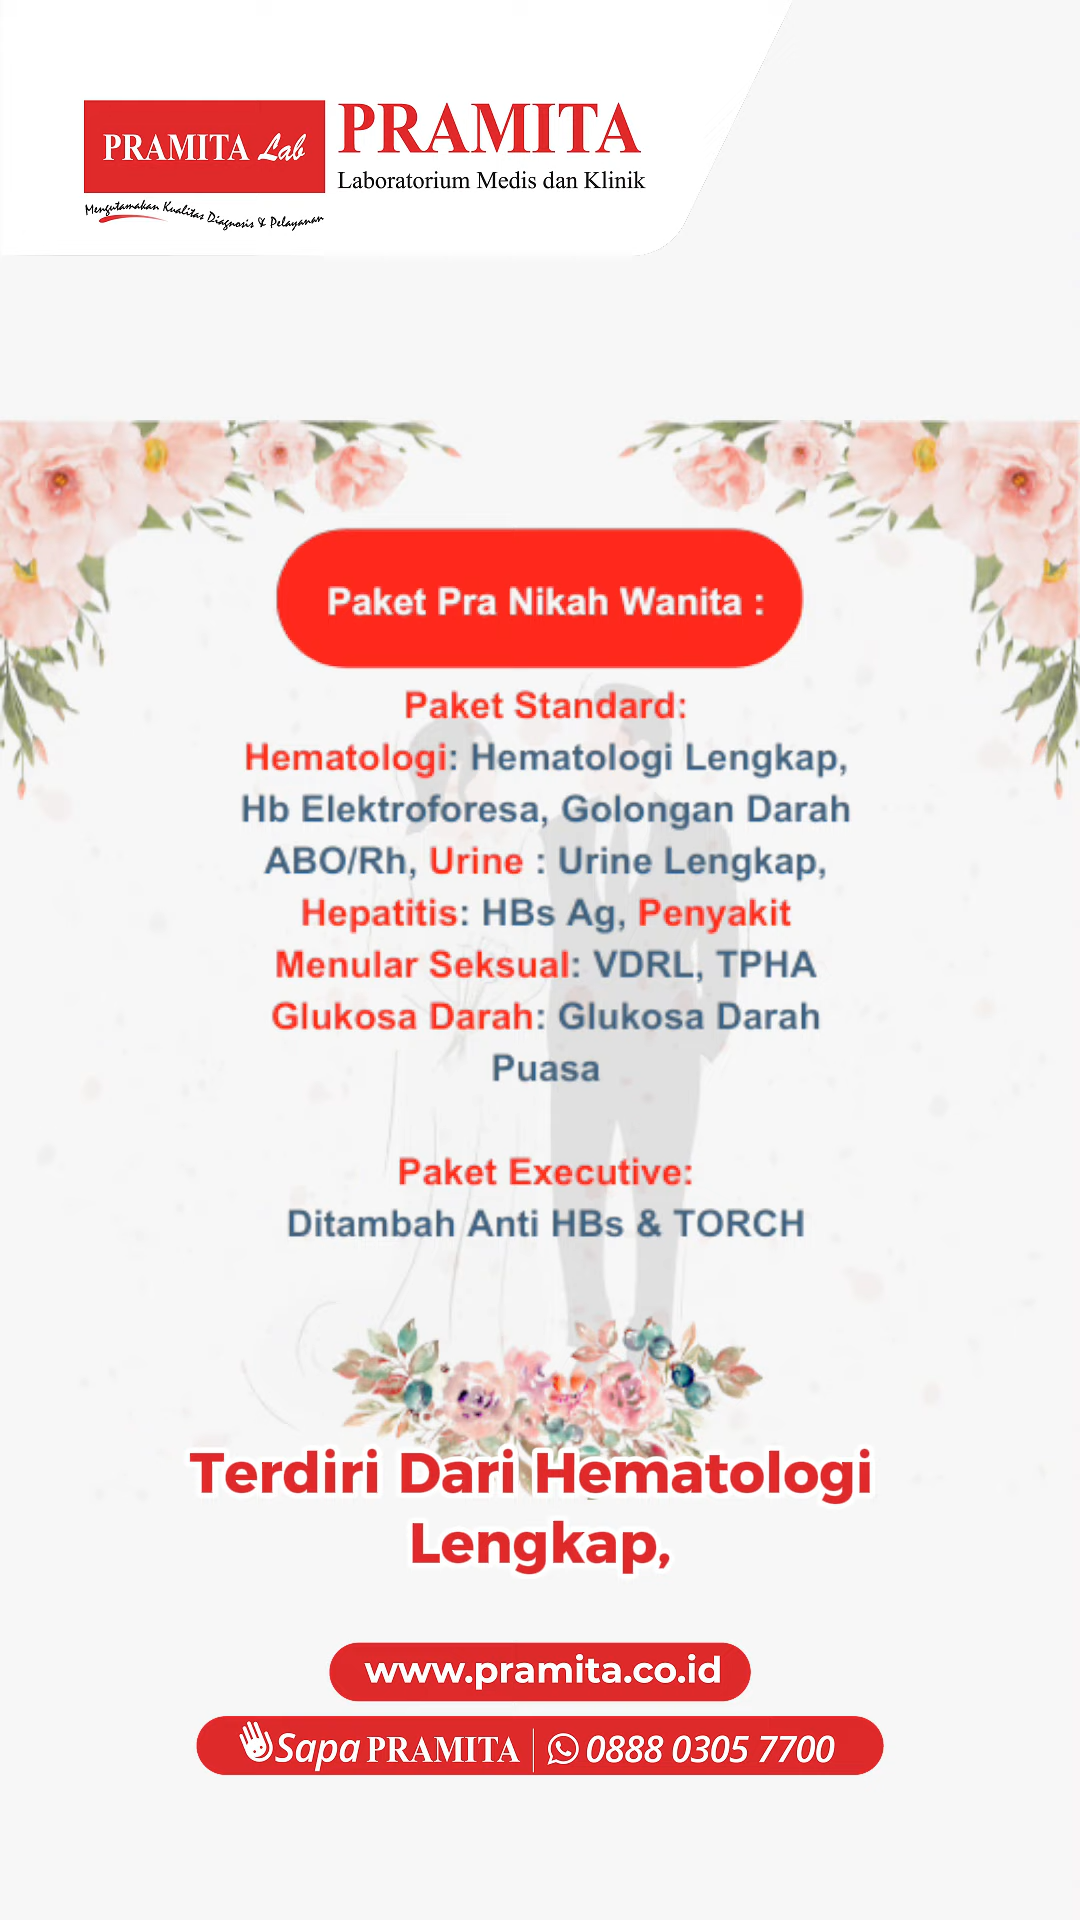 PRAMITA Lab
Mengutamakan Kualitas Diagnosis & Pelayanan
PRAMITA
Laboratorium Medis dan Klinik
Paket Pra Nikah Wanita :
Paket Standard:
Hematologi: Hematologi Lengkap,
Hb Elektroforesa, Golongan Darah
ABO/Rh, Urine : Urine Lengkap,
Hepatitis: HBs Ag, Penyakit
Menular Seksual: VDRL, TPHA
Glukosa Darah: Glukosa Darah
Puasa
Paket Executive:
Ditambah Anti HBs & TORCH
Terdiri Dari Hematologi
Lengkap,
www.pramita.co.id
Sapa PRAMITA | 0888 0305 7700